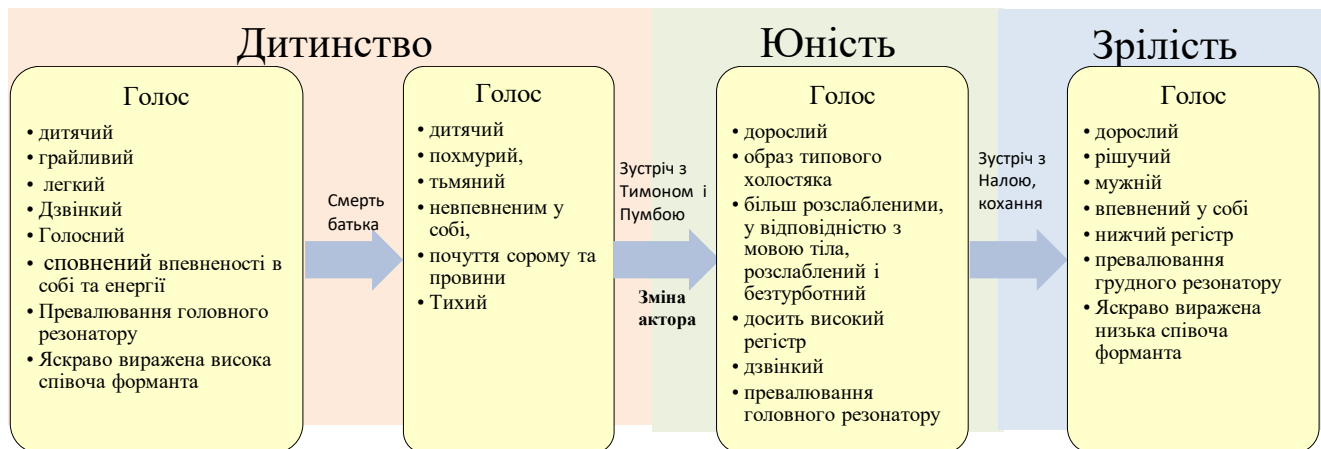 Дитинство
Юність
Зрілість
Голос
• дитячий
• грайливий
• легкий
• Дзвінкий
• Голосний
• сповнений впевненості в
собі та енергії
• Превалювання головного
резонатору
• Яскраво виражена висока
співоча форманта
Смерть
батька
Голос
• дитячий
• похмурий,
• тьмяний
• невпевненим у
собі,
• почуття сорому та
провини
• Тихий
Зустріч з
Тимоном і
Пумбою
Зміна
актора
Голос
• дорослий
• образ типового
холостяка
• більш розслабленими,
у відповідністю з
мовою тіла,
розслаблений і
безтурботний
• досить високий
регістр
• дзвінкий
• превалювання
головного резонатору
Зустріч з
Налою,
кохання
Голос
• дорослий
• рішучий
• мужній
• впевнений у собі
• нижчий регістр
• превалювання
грудного резонатору
• Яскраво виражена
низька співоча
форманта